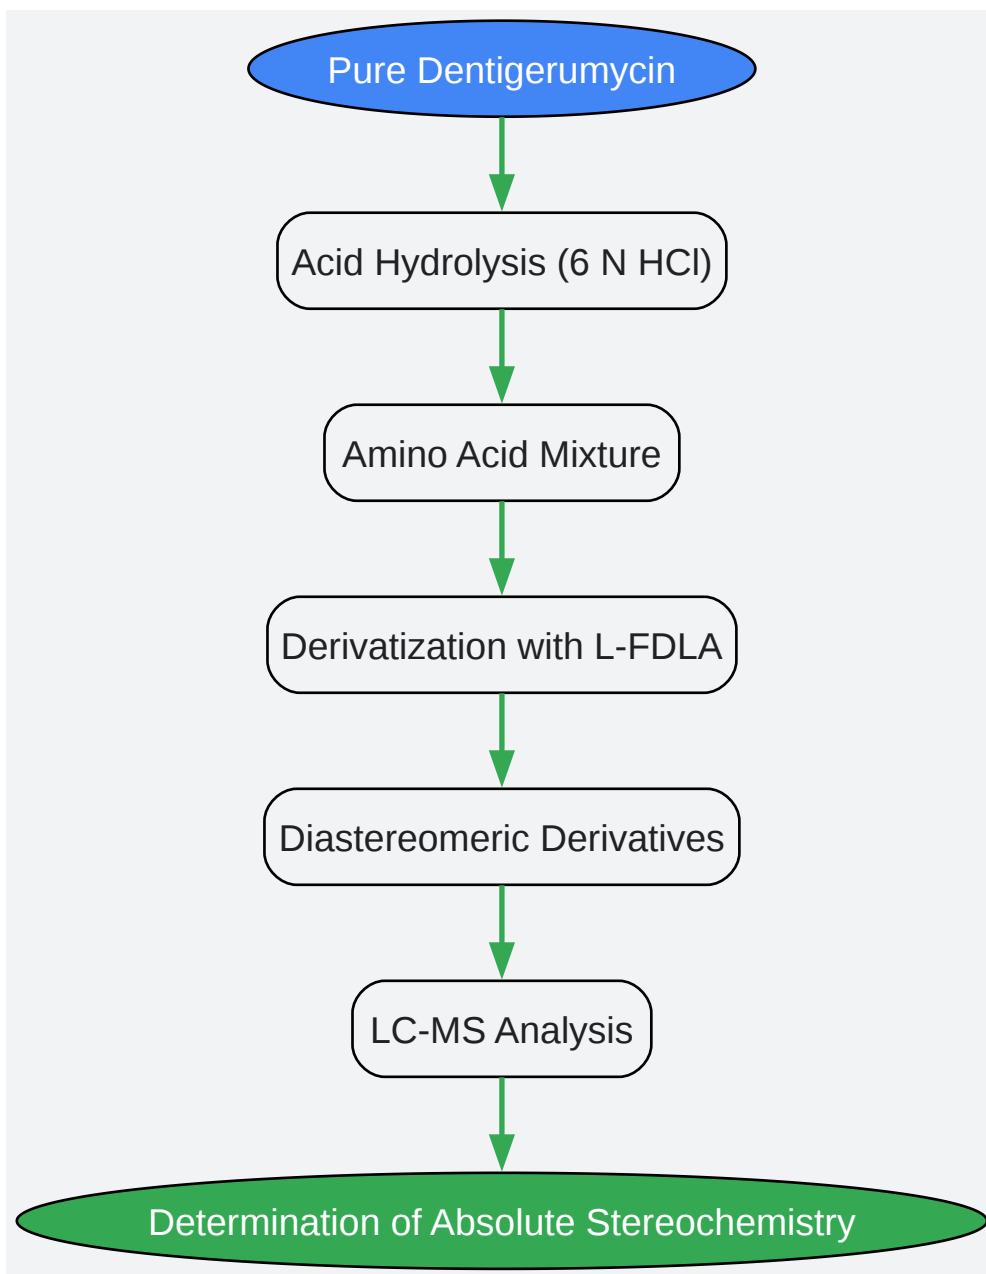 Pure Dentigerumycin
Acid Hydrolysis (6 N HCl)
Amino Acid Mixture
Derivatization with L-FDLA
Diastereomeric Derivatives
LC-MS Analysis
Determination of Absolute Stereochemistry